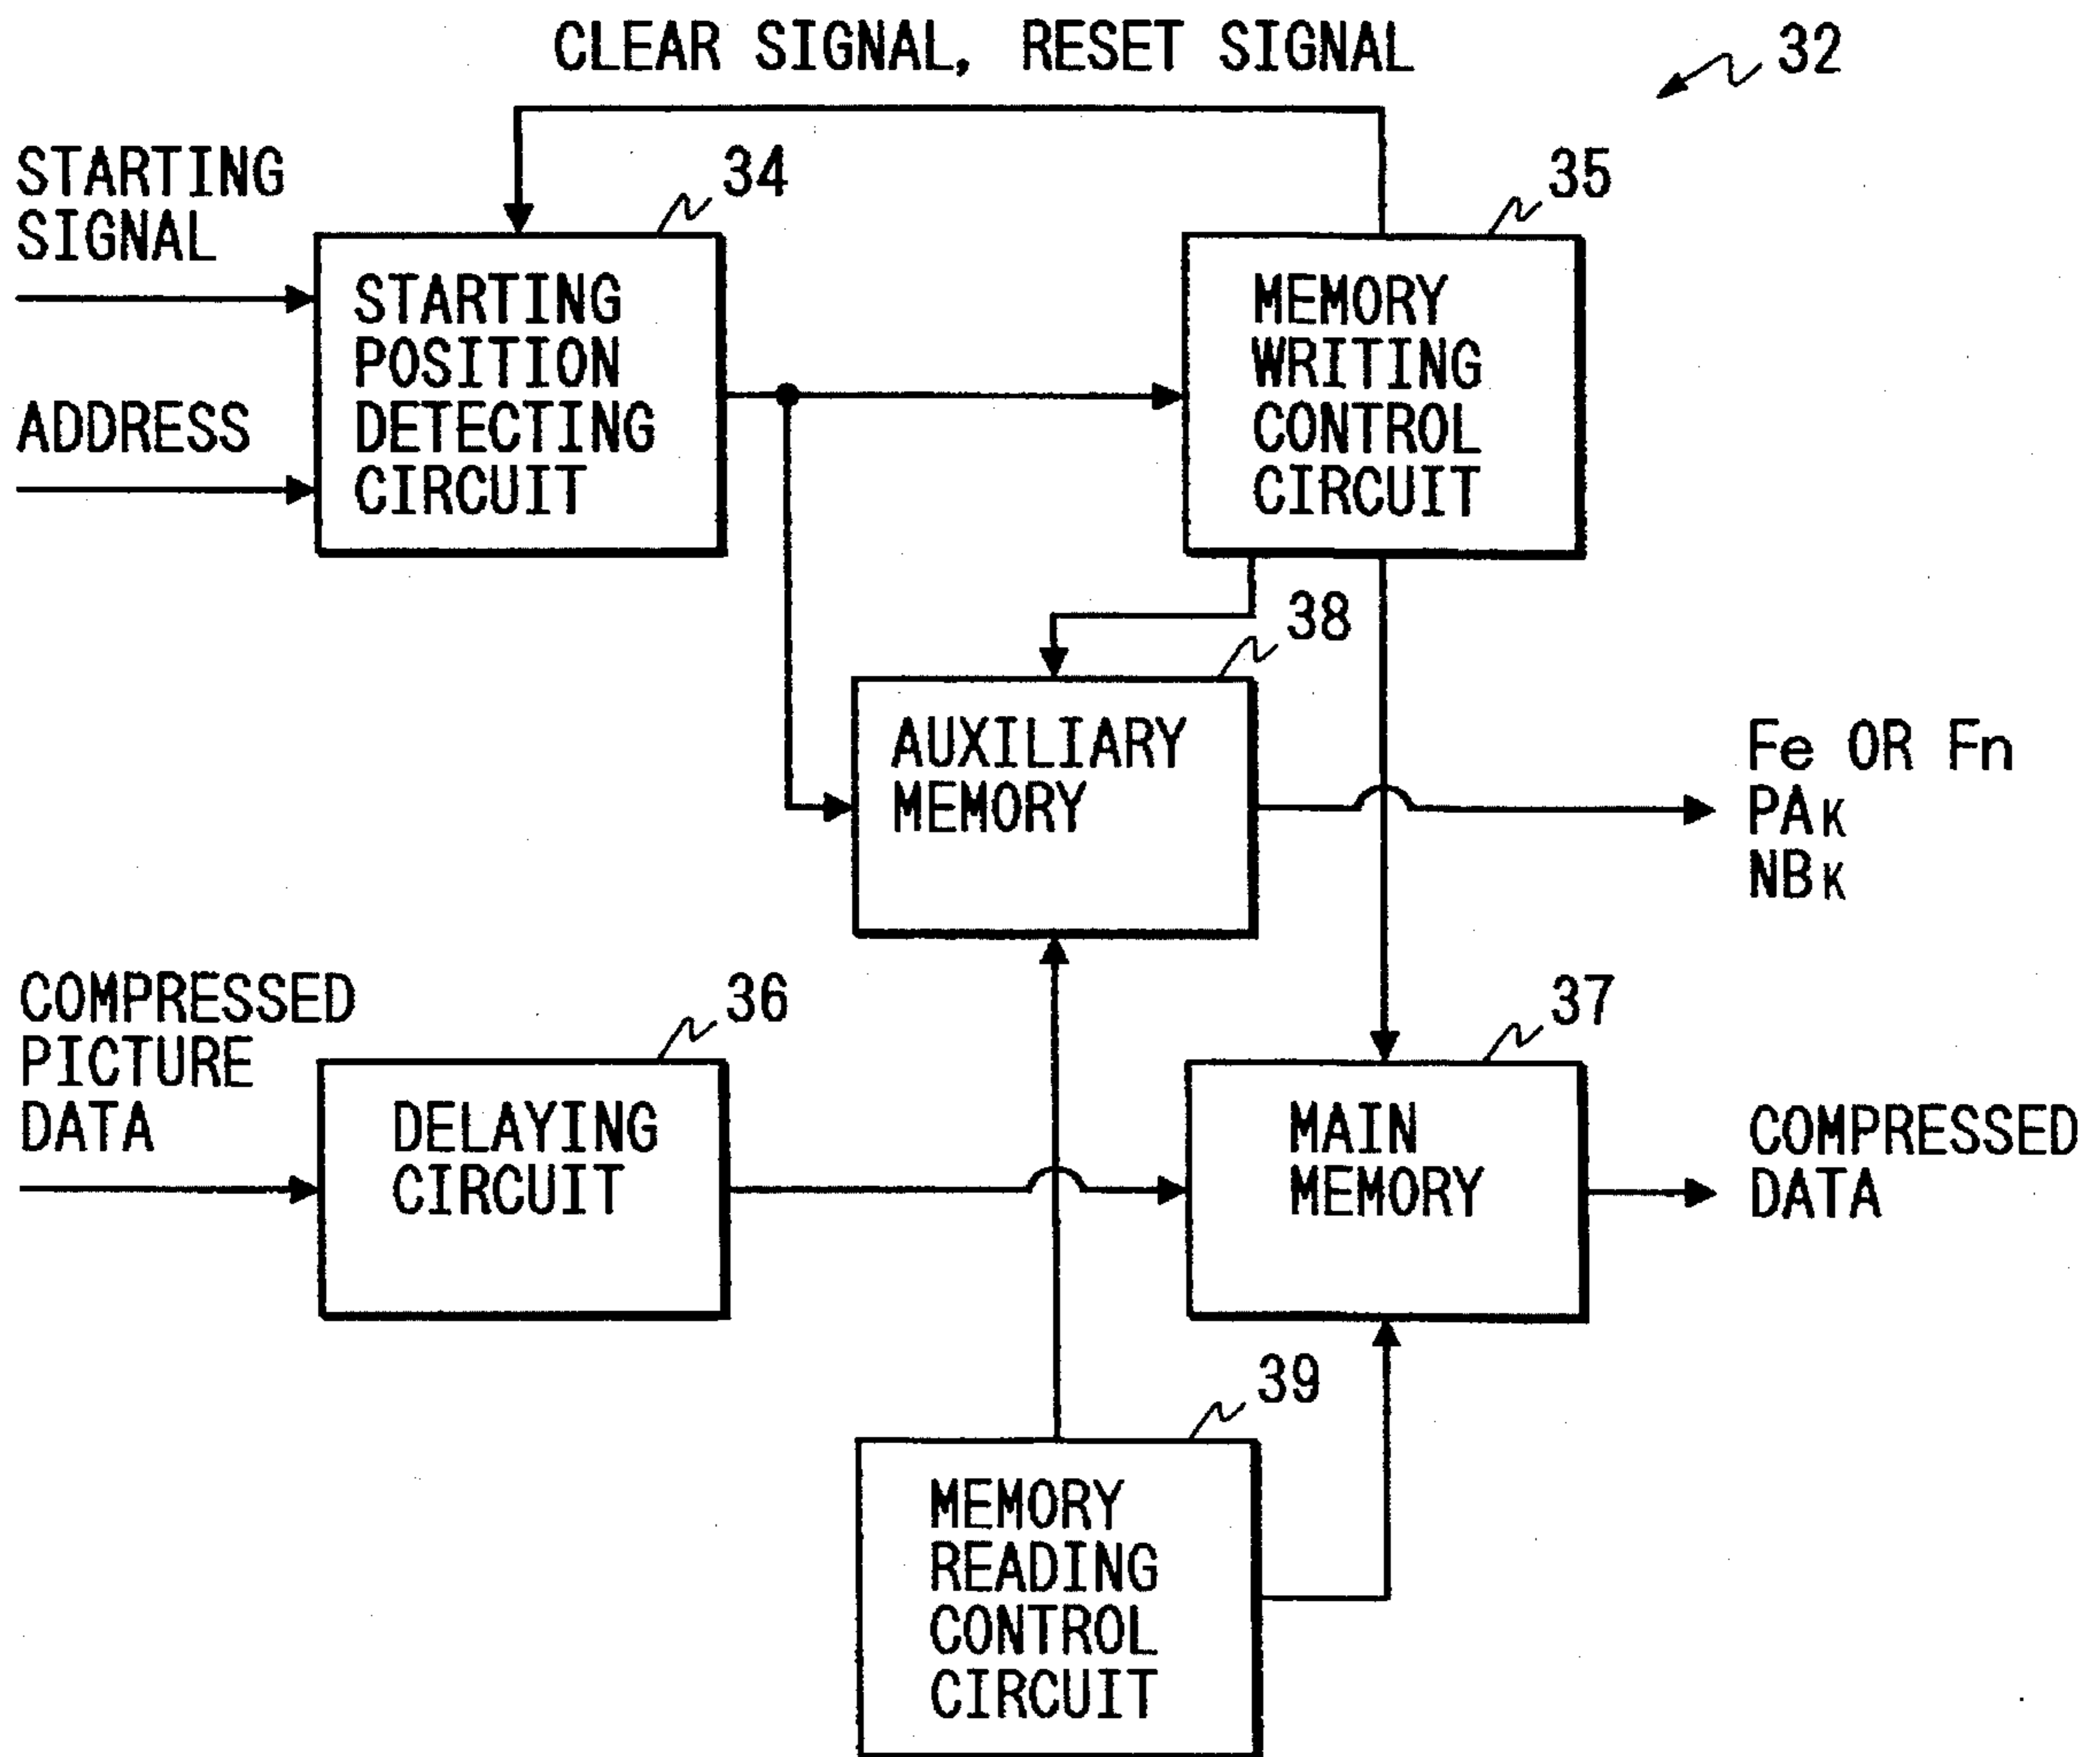 CLEAR SIGNAL, RESET SIGNAL
32
STARTING
SIGNAL
34
35
STARTING
POSITION
DETECTING
CIRCUIT
MEMORY
WRITING
CONTROL
CIRCUIT
ADDRESS
38
AUXILIARY
MEMORY
Fe OR Fn
PAK
NBK
COMPRESSED
PICTURE
DATA
36
37
DELAYING
CIRCUIT
MAIN
MEMORY
COMPRESSED
DATA
39
MEMORY
READING
CONTROL
CIRCUIT